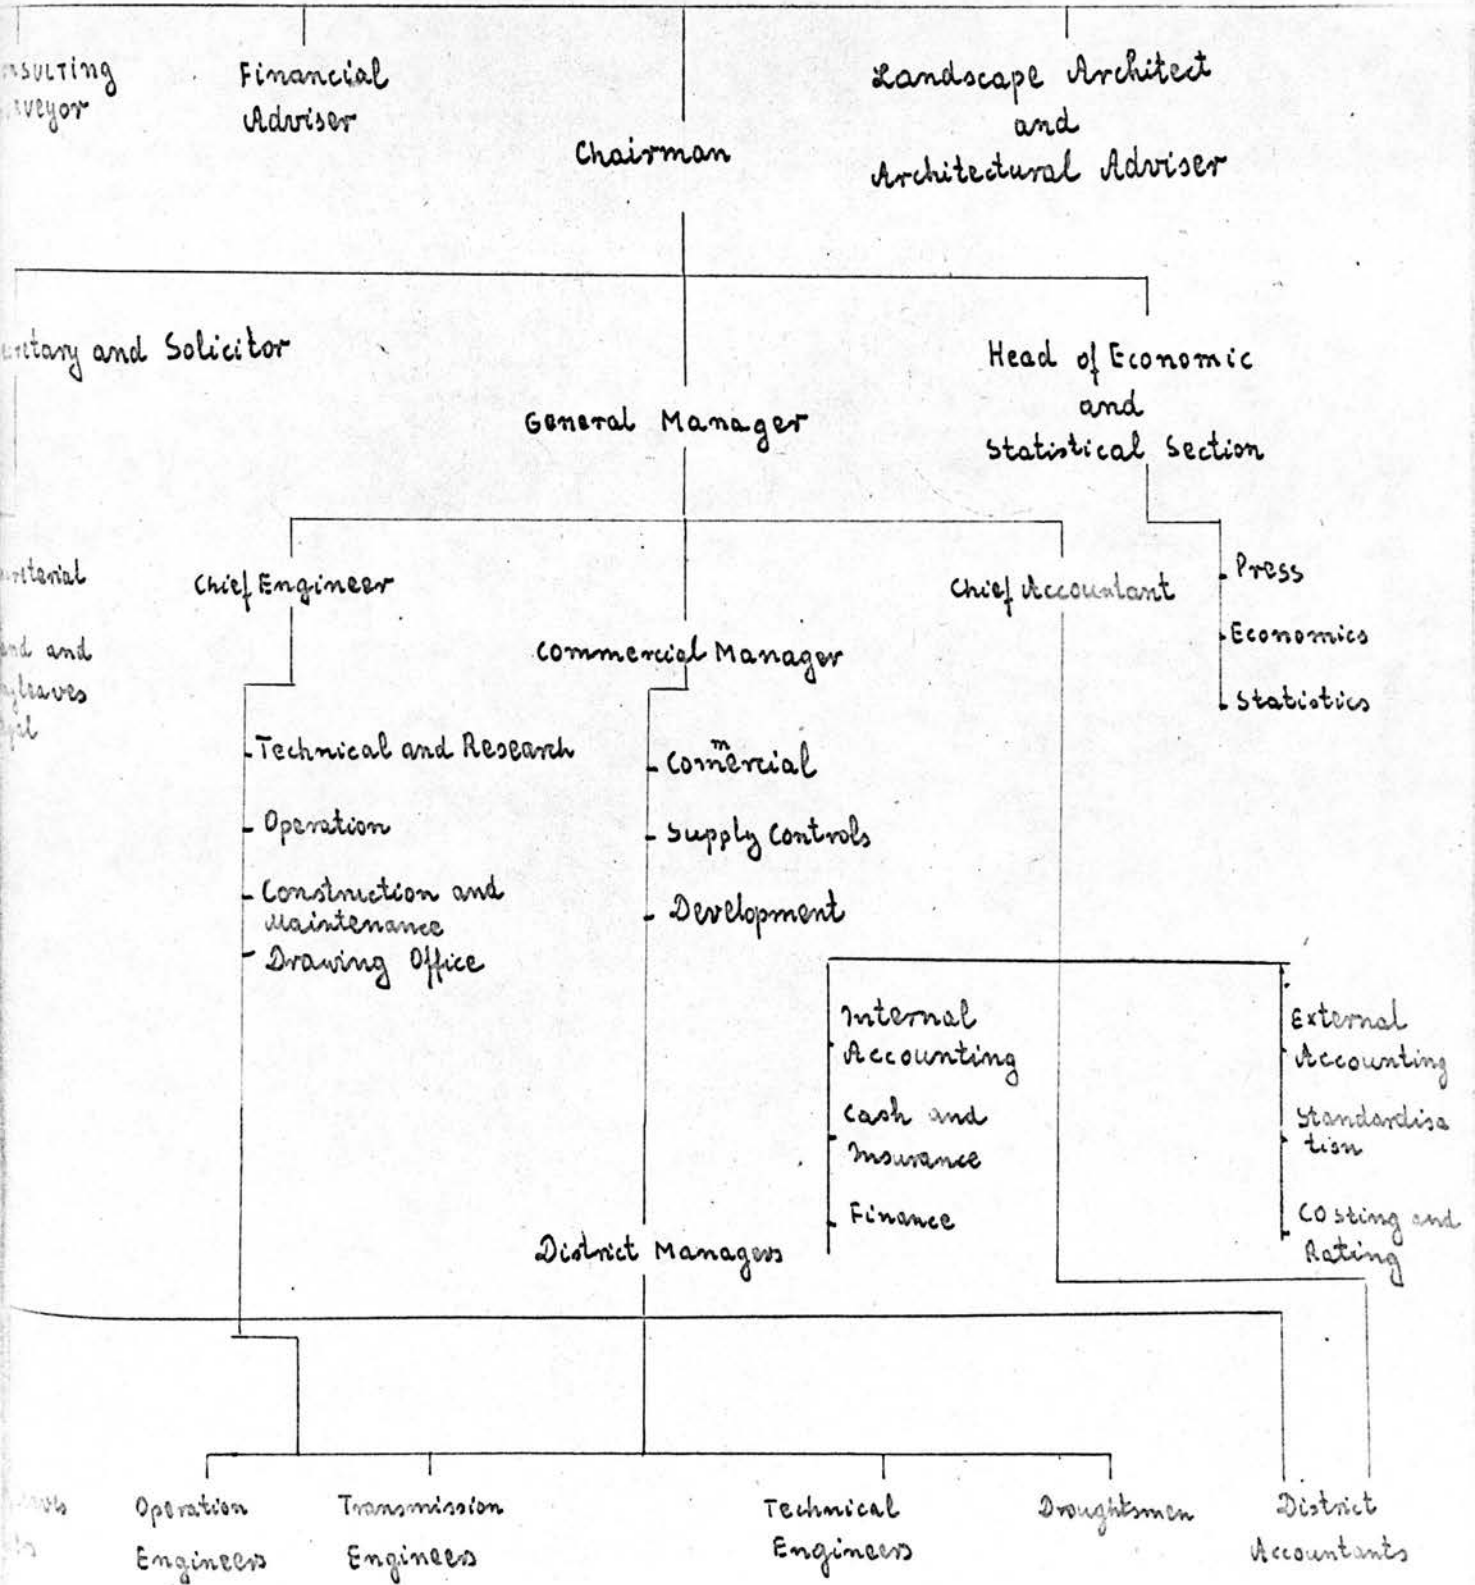 Financial
Adviser
Chairman
Landscape Architect
and
Architectural Adviser
and Solicitor
General Manager
Head of Economic
and
Statistical Section
Chief Engineer
Commercial Manager
Chief Accountant
Press
Economics
Statistics
and
Technical and Research
Operation
Construction and
Maintenance
Drawing Office
Commercial
Supply Controls
Development
Internal
Accounting
Cash and
Insurance
Finance
External
Accounting
Standardisa
tion
Costing and
Rating
District Managers
Operation
Engineers
Transmission
Engineers
Technical
Engineers
Draughtsmen
District
Accountants